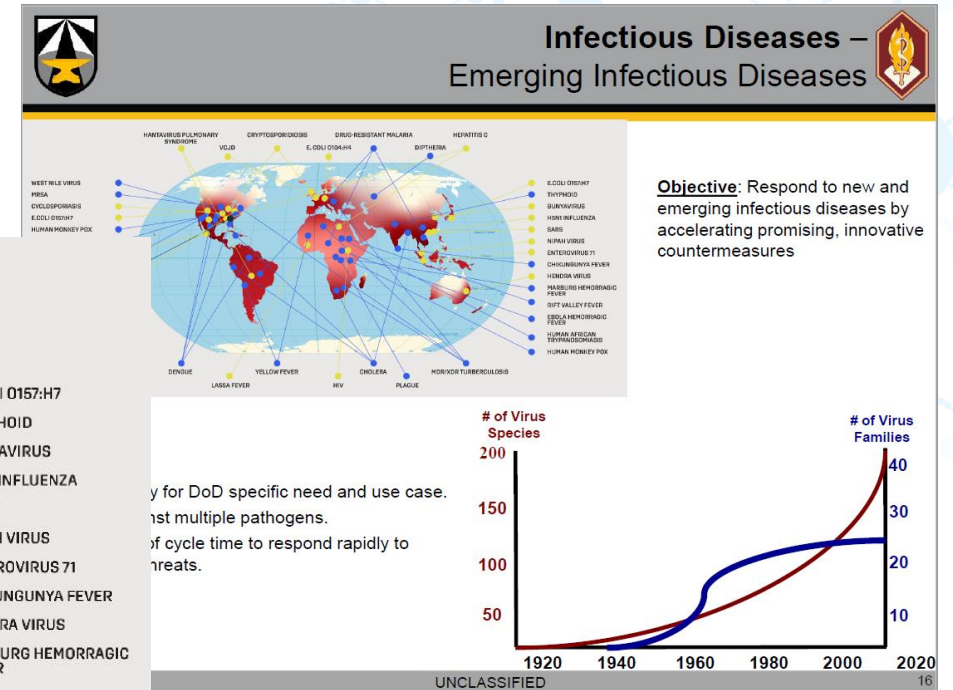 Infectious Diseases –
Emerging Infectious Diseases
HANTAVIRUS PULMONARY
SYNDROME
VCJD
CRYPTOSPORIDIOSIS
E. COLI O104:H4
DRUG-RESISTANT MALARIA
DIPTHERIA
HEPATITIS C
WEST NILE VIRUS
MRSA
CYCLOSPORIASIS
E.COLI O157:H7
HUMAN MONKEY POX
E.COLI O157:H7
THYPHOID
BUNYAVIRUS
H5N1 INFLUENZA
SARS
NIPAH VIRUS
ENTEROVIRUS 71
CHIKUNGUNYA FEVER
HENDRA VIRUS
MARBURG HEMORRAGIC
FEVER
RIFT VALLEY FEVER
EBOLA HEMORRAGIC
FEVER
HUMAN AFRICAN
TRYPANOSOMIASIS
HUMAN MONKEY POX
DENGUE
LASSA FEVER
YELLOW FEVER
HIV
CHOLERA
PLAGUE
MDR/XDR TURBERCULOSIS
Objective: Respond to new and
emerging infectious diseases by
accelerating promising, innovative
countermeasures
I O157:H7
HOID
AVIRUS
INFLUENZA
I VIRUS
ROVIRUS 71
UNGUNYA FEVER
RA VIRUS
URG HEMORRAGIC
R
y for DoD specific need and use case.
nst multiple pathogens.
of cycle time to respond rapidly to
hreats.
# of Virus
Species
200
150
100
50
# of Virus
Families
40
30
20
10
1920 1940 1960 1980 2000 2020
UNCLASSIFIED
16